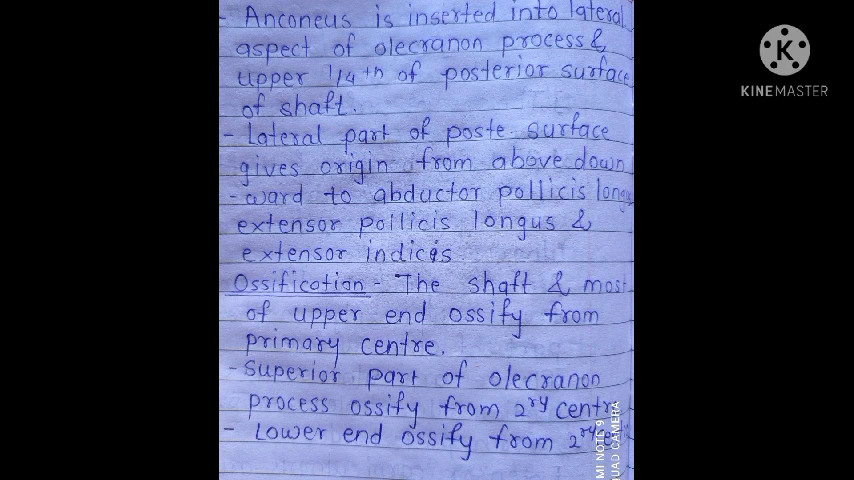 - Anconeus is inserted into lateral
aspect of olecranon process &
upper 1/4th of posterior surface
of shaft.
- Lateral part of poste. surface
gives origin from above down
-ward to abductor pollicis longu
extensor pollicis longus &
extensor indicis
Ossification - The shaft & most
of upper end ossify from
primary centre.
- Superior part of olecranon
process ossify from 2ry centre
- Lower end ossify from 2ry
KINEMASTER
MI NOTE 9
QUAD CAMERA